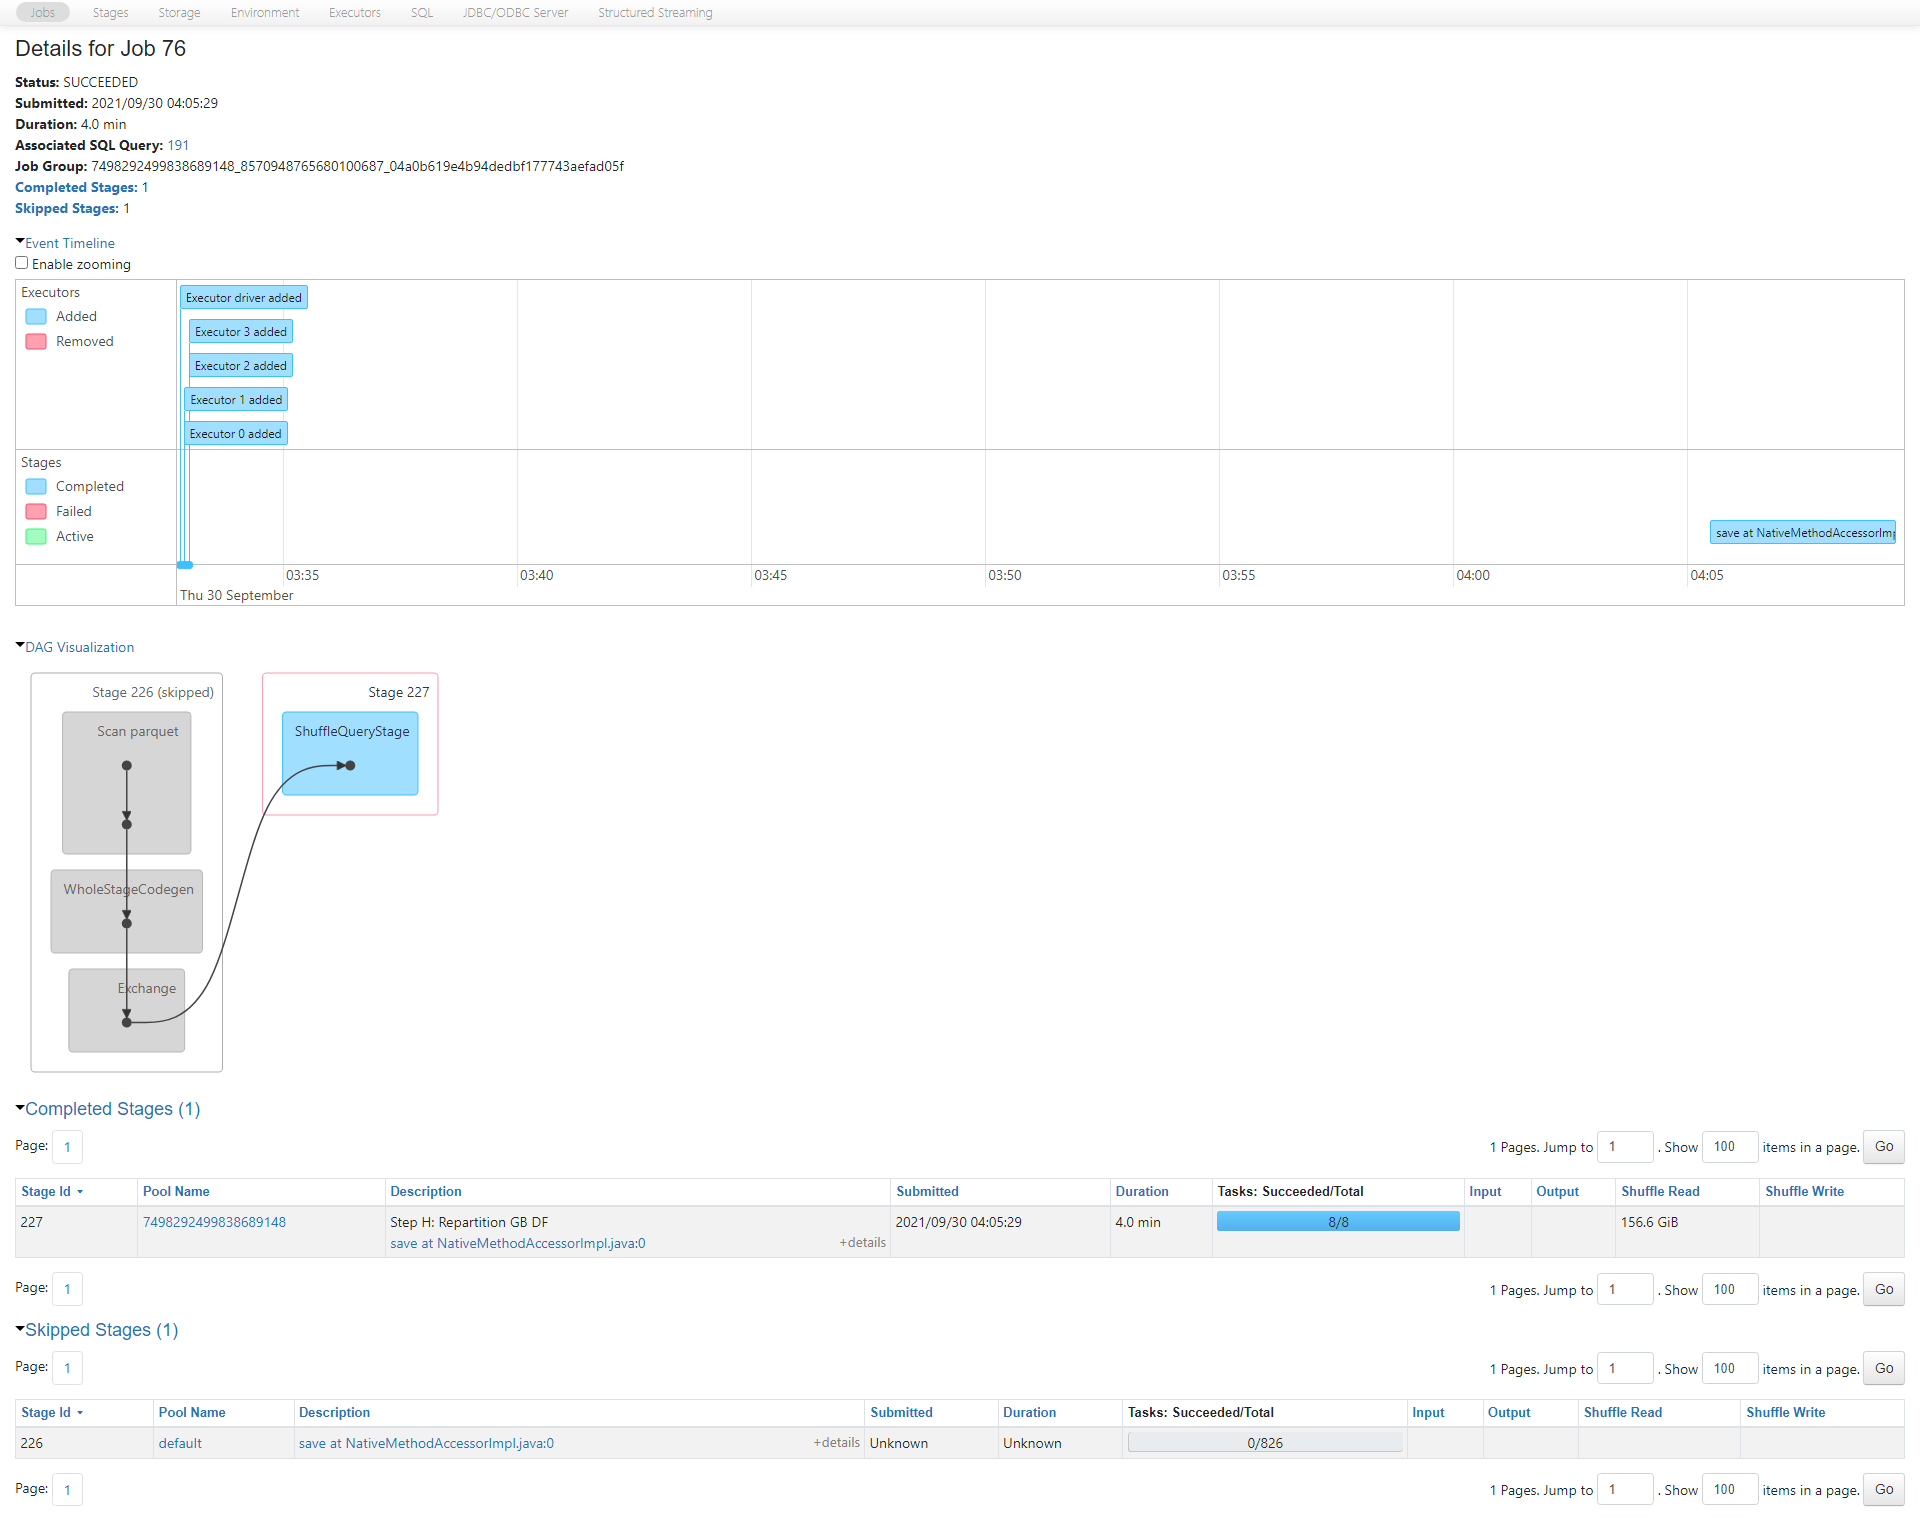 Jobs Stages Storage Environment Executors SQL JDBC/ODBC Server Structured Streaming
Details for Job 76
Status: SUCCEEDED
Submitted: 2021/09/30 04:05:29
Duration: 4.0 min
Associated SQL Query: 191
Job Group: 7498292499838689148_8570948765680100687_04a0b619e4b94dedbf177743aefad05f
Completed Stages: 1
Skipped Stages: 1
Event Timeline
Enable zooming
Executors
Added
Removed
Executor driver added
Executor 3 added
Executor 2 added
Executor 1 added
Executor 0 added
Stages
Completed
Failed
Active
save at NativeMethodAccessorImp
03:35 03:40 03:45 03:50 03:55 04:00 04:05
Thu 30 September
DAG Visualization
Stage 226 (skipped)
Scan parquet
WholeStageCodegen
Exchange
Stage 227
ShuffleQueryStage
Completed Stages (1)
Page: 1 1 Pages. Jump to 1 . Show 100 items in a page. Go
Stage Id Pool Name Description Submitted Duration Tasks: Succeeded/Total Input Output Shuffle Read Shuffle Write
227 7498292499838689148 Step H: Repartition GB DF 2021/09/30 04:05:29 4.0 min 8/8 156.6 GiB
save at NativeMethodAccessorImpl.java:0 +details
Page: 1 1 Pages. Jump to 1 . Show 100 items in a page. Go
Skipped Stages (1)
Page: 1 1 Pages. Jump to 1 . Show 100 items in a page. Go
Stage Id Pool Name Description Submitted Duration Tasks: Succeeded/Total Input Output Shuffle Read Shuffle Write
226 default save at NativeMethodAccessorImpl.java:0 +details Unknown Unknown 0/826
Page: 1 1 Pages. Jump to 1 . Show 100 items in a page. Go